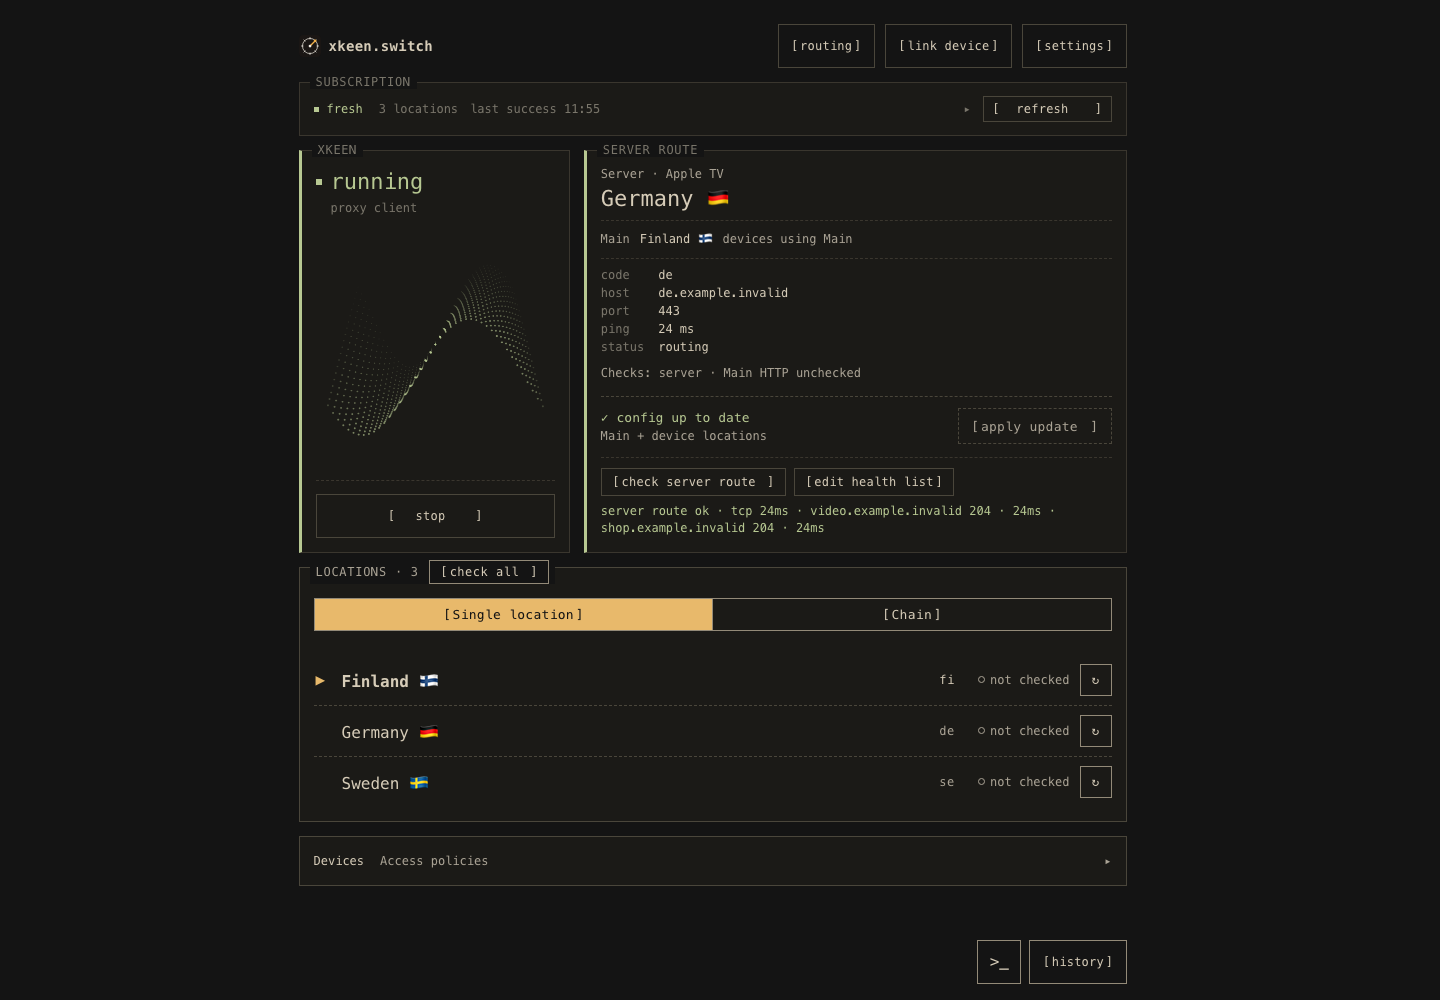 xkeen.switch
[routing] [link device] [settings]
SUBSCRIPTION
fresh 3 locations last success 11:55 ▸ [ refresh ]
XKEEN
running
proxy client
[ stop ]
SERVER ROUTE
Server · Apple TV
Germany 🇩🇪
Main Finland 🇫🇮 devices using Main
code de
host de.example.invalid
port 443
ping 24 ms
status routing
Checks: server · Main HTTP unchecked
✓ config up to date
Main + device locations
[apply update ]
[check server route ] [edit health list]
server route ok · tcp 24ms · video.example.invalid 204 · 24ms ·
shop.example.invalid 204 · 24ms
LOCATIONS · 3 [check all ]
[Single location] [Chain]
▶ Finland 🇫🇮 fi ○ not checked ↻
Germany 🇩🇪 de ○ not checked ↻
Sweden 🇸🇪 se ○ not checked ↻
Devices Access policies ▸
>_ [history]